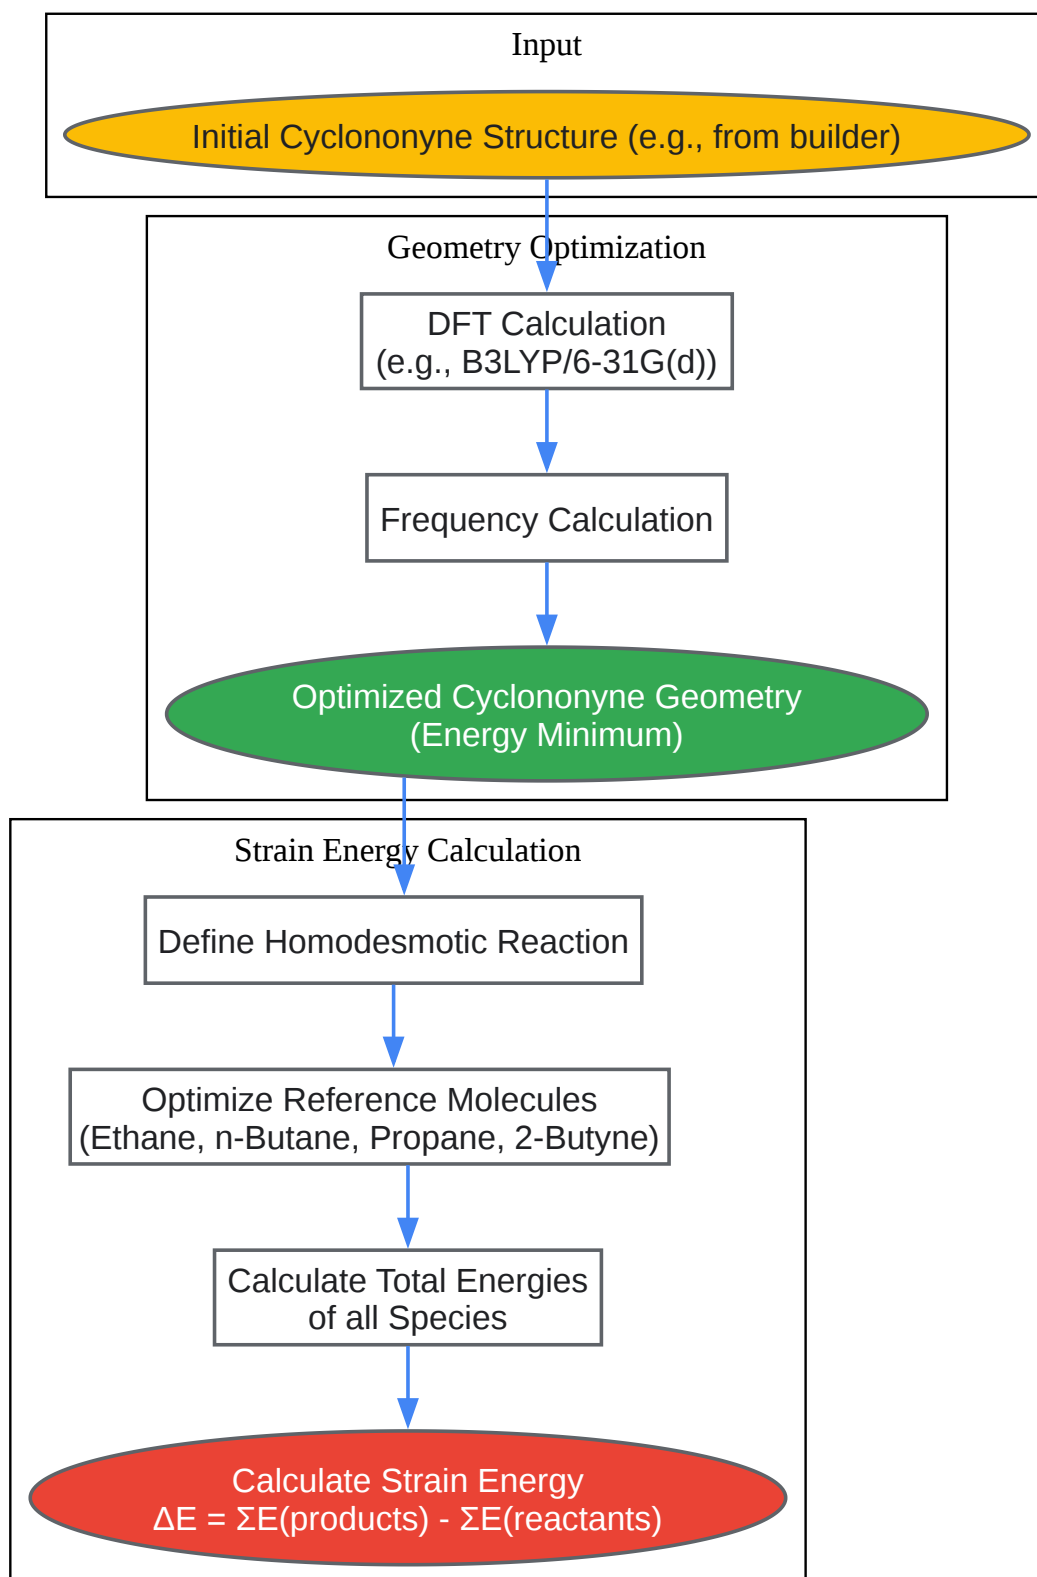 Input
Initial Cyclononyne Structure (e.g., from builder)
Geometry Optimization
DFT Calculation
(e.g., B3LYP/6-31G(d))
Frequency Calculation
Optimized Cyclononyne Geometry
(Energy Minimum)
Strain Energy Calculation
Define Homodesmotic Reaction
Optimize Reference Molecules
(Ethane, n-Butane, Propane, 2-Butyne)
Calculate Total Energies
of all Species
Calculate Strain Energy
ΔE = ΣE(products) - ΣE(reactants)